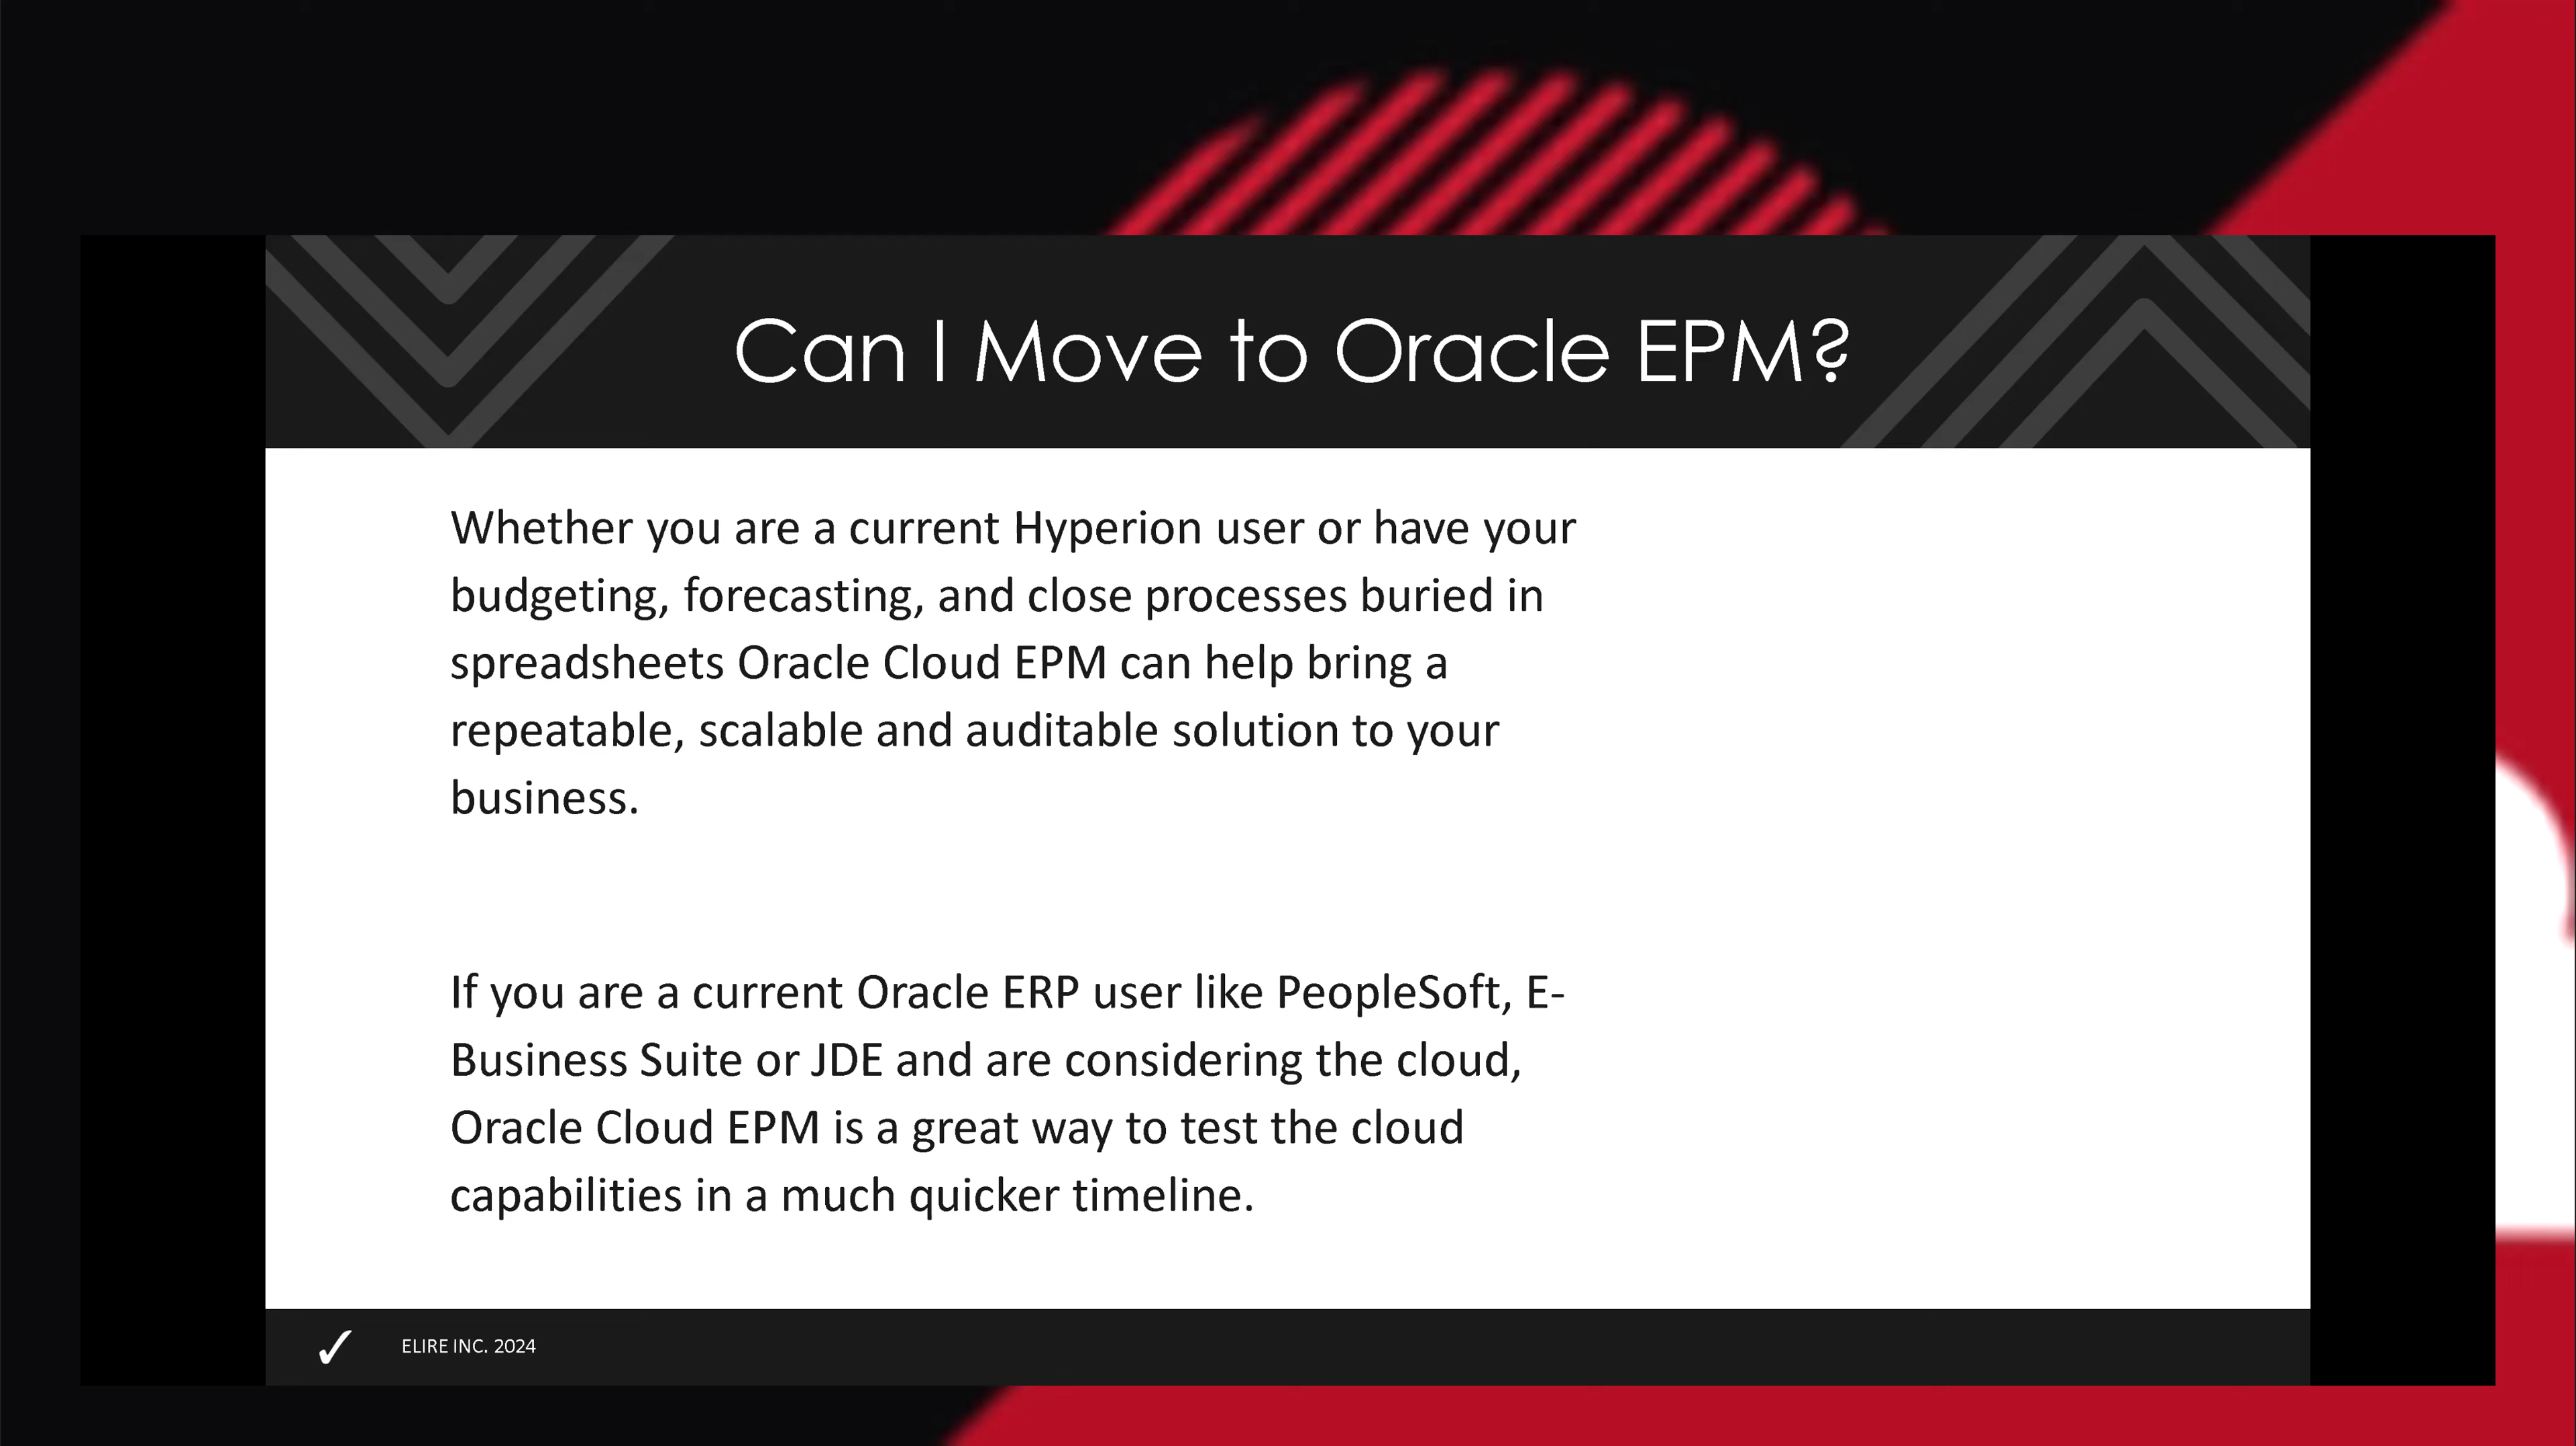 Can I Move to Oracle EPM?
Whether you are a current Hyperion user or have your
budgeting, forecasting, and close processes buried in
spreadsheets Oracle Cloud EPM can help bring a
repeatable, scalable and auditable solution to your
business.
If you are a current Oracle ERP user like PeopleSoft, E-
Business Suite or JDE and are considering the cloud,
Oracle Cloud EPM is a great way to test the cloud
capabilities in a much quicker timeline.
ELIRE INC. 2024